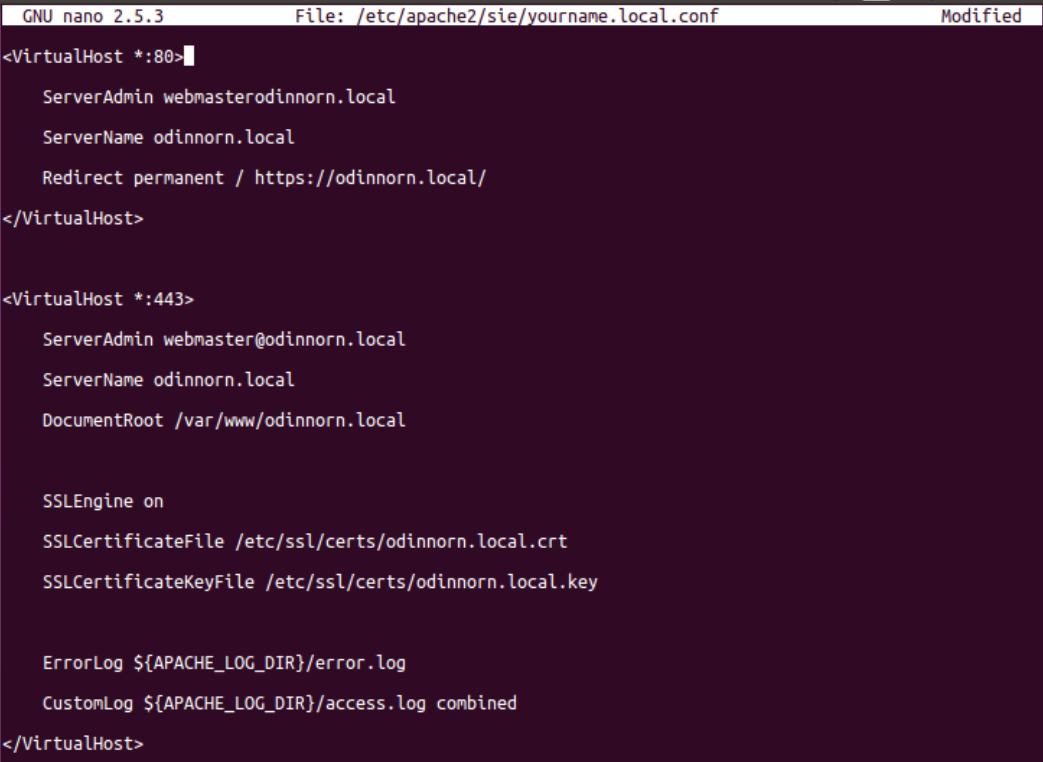 GNU nano 2.5.3 File: /etc/apache2/sie/yourname.local.conf Modified
<VirtualHost *:80>
ServerAdmin webmasterodinnorn.local
ServerName odinnorn.local
Redirect permanent / https://odinnorn.local/
</VirtualHost>
<VirtualHost *:443>
ServerAdmin webmaster@odinnorn.local
ServerName odinnorn.local
DocumentRoot /var/www/odinnorn.local
SSLEngine on
SSLCertificateFile /etc/ssl/certs/odinnorn.local.crt
SSLCertificateKeyFile /etc/ssl/certs/odinnorn.local.key
ErrorLog ${APACHE_LOG_DIR}/error.log
CustomLog ${APACHE_LOG_DIR}/access.log combined
</VirtualHost>